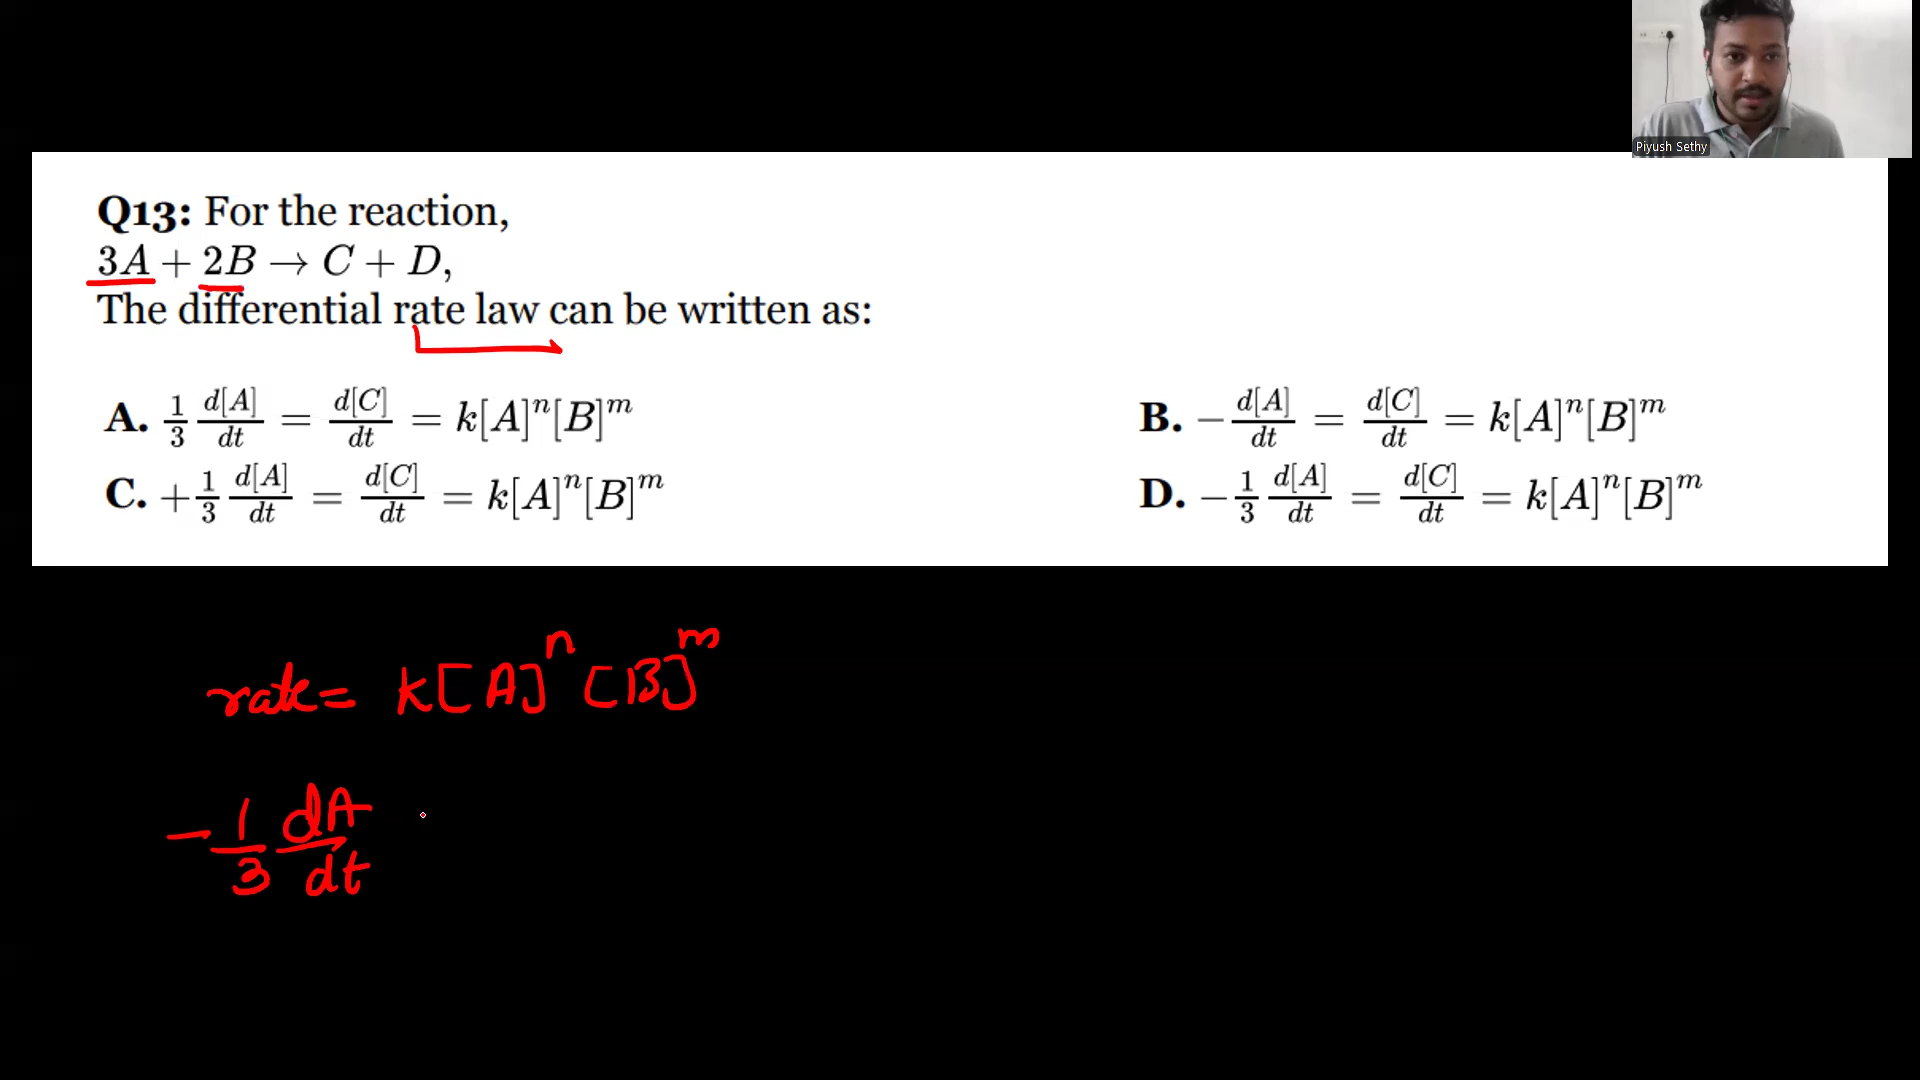 Piyush Sethy
Q13: For the reaction,
3A + 2B → C + D,
The differential rate law can be written as:
A. 1/3 d[A]/dt = d[C]/dt = k[A]ⁿ[B]ᵐ
B. − d[A]/dt = d[C]/dt = k[A]ⁿ[B]ᵐ
C. + 1/3 d[A]/dt = d[C]/dt = k[A]ⁿ[B]ᵐ
D. − 1/3 d[A]/dt = d[C]/dt = k[A]ⁿ[B]ᵐ
rate = k[A]ⁿ[B]ᵐ
− 1/3 dA/dt